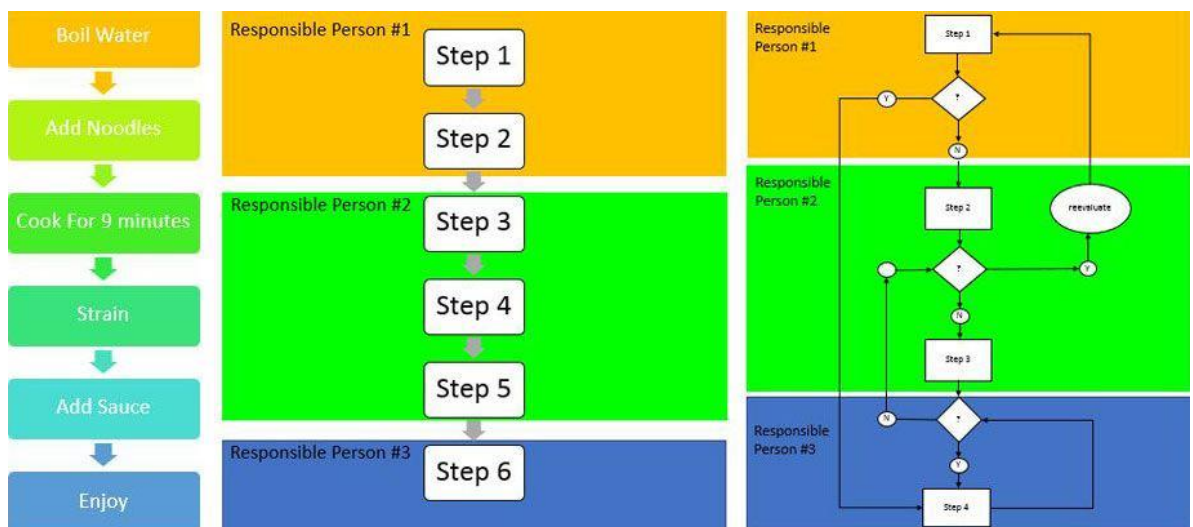 Boil Water
Add Noodles
Cook For 9 minutes
Strain
Add Sauce
Enjoy
Responsible Person #1
Step 1
Step 2
Responsible Person #2
Step 3
Step 4
Step 5
Responsible Person #3
Step 6
Responsible
Person #1
Step 1
?
Y
N
Responsible
Person #2
Step 2
reevaluate
?
Y
N
Step 3
Responsible
Person #3
?
N
Y
Step 4